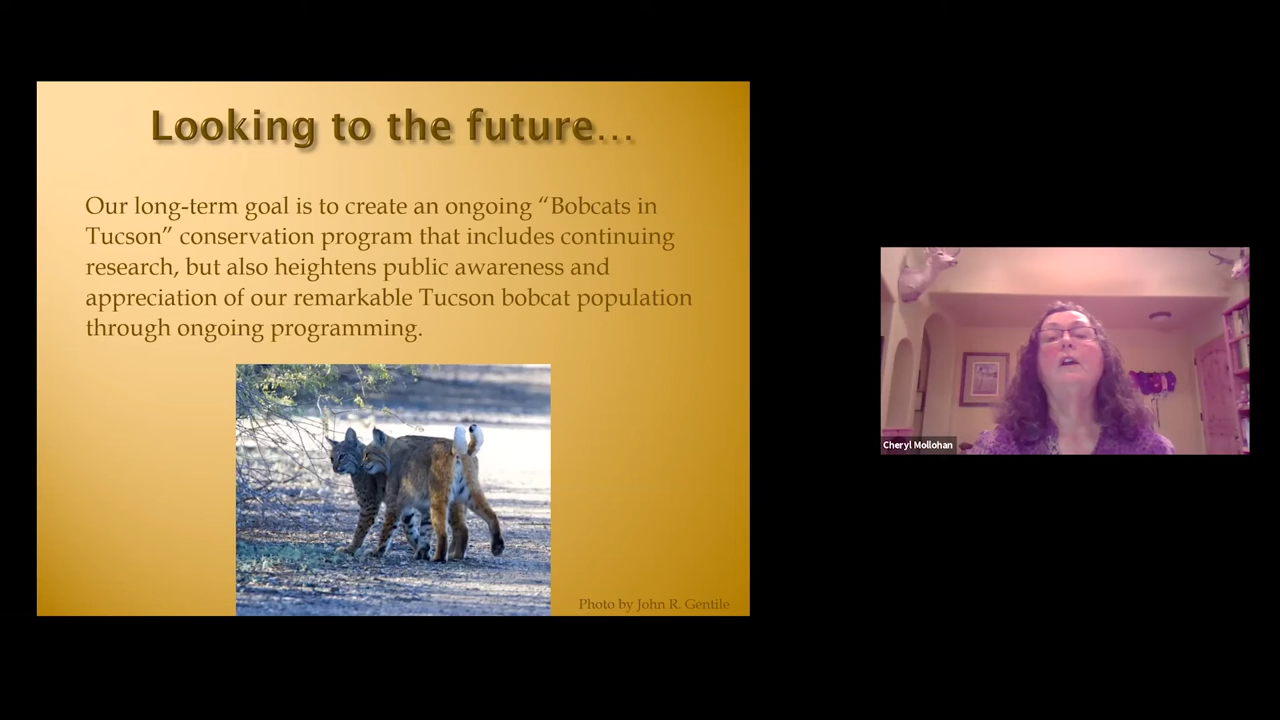 Looking to the future...
Our long-term goal is to create an ongoing “Bobcats in
Tucson” conservation program that includes continuing
research, but also heightens public awareness and
appreciation of our remarkable Tucson bobcat population
through ongoing programming.
Photo by John R. Gentile
Cheryl Mollohan